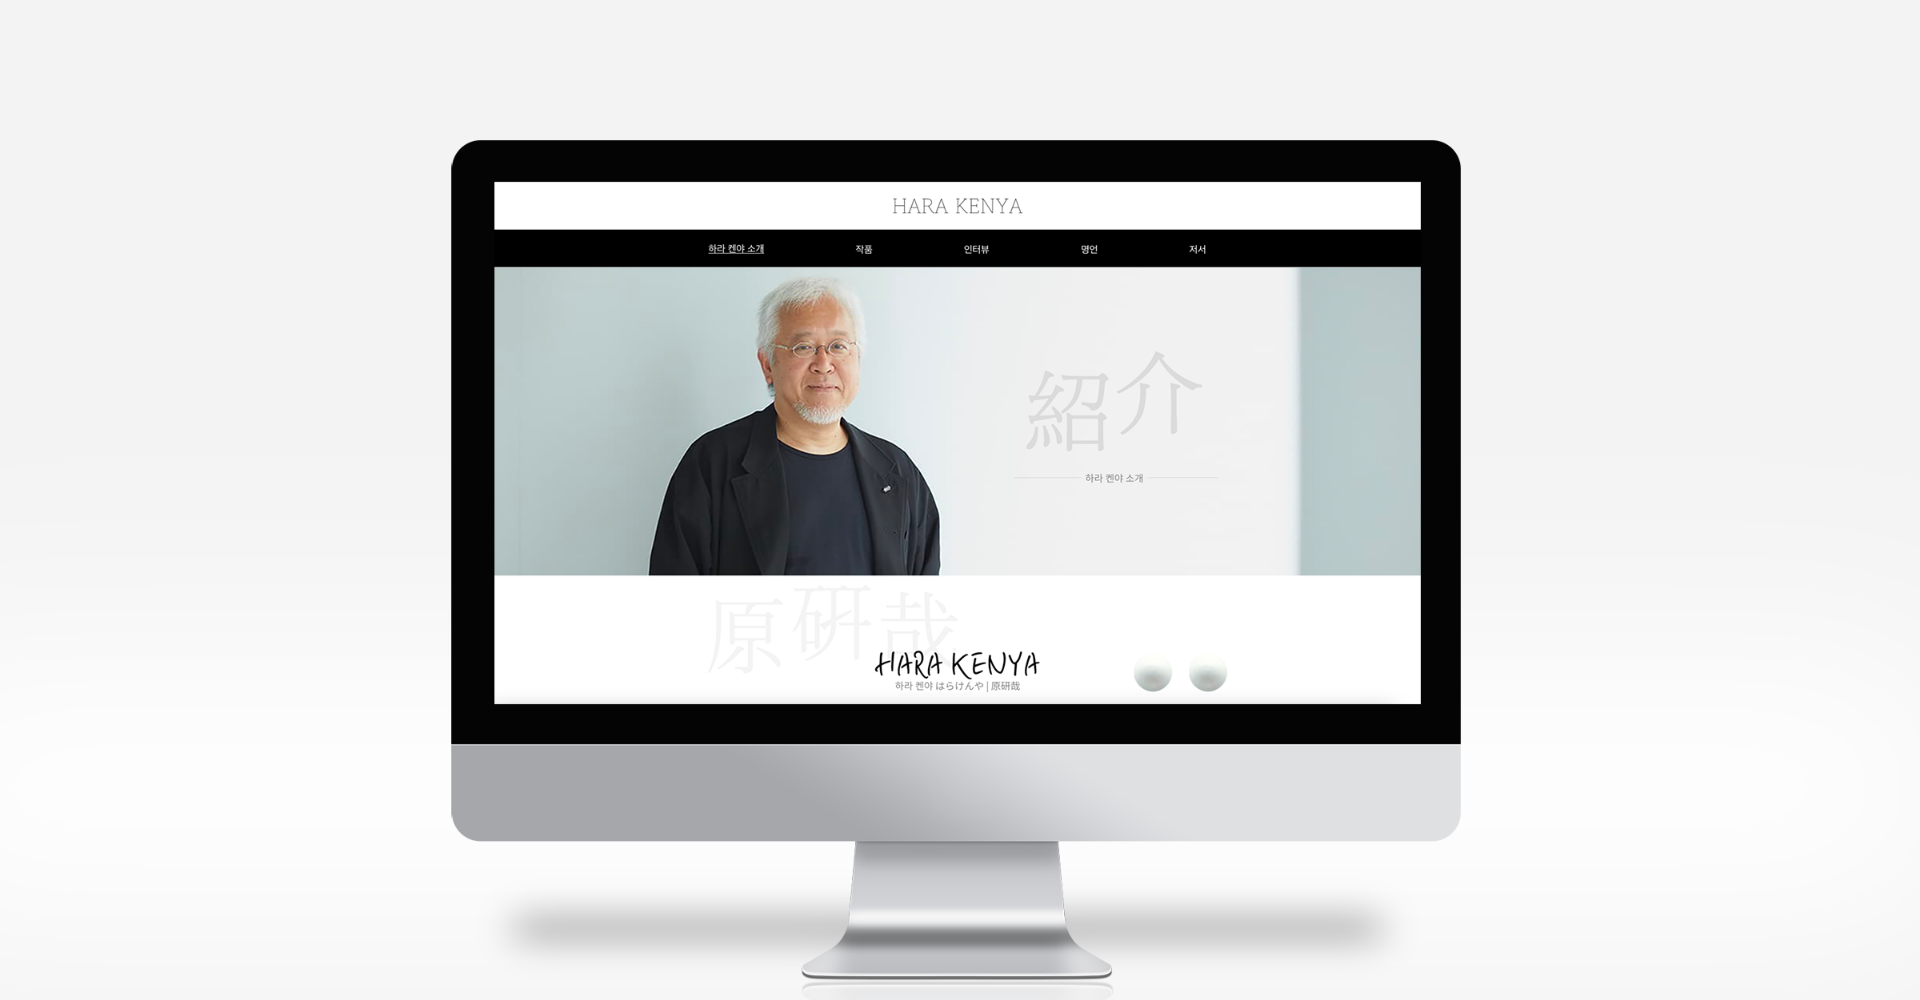 HARA KENYA
하라 켄야 소개 작품 인터뷰 명언 저서
紹介
하라 켄야 소개
原研哉
HARA KENYA
하라 켄야 はらけんや | 原研哉